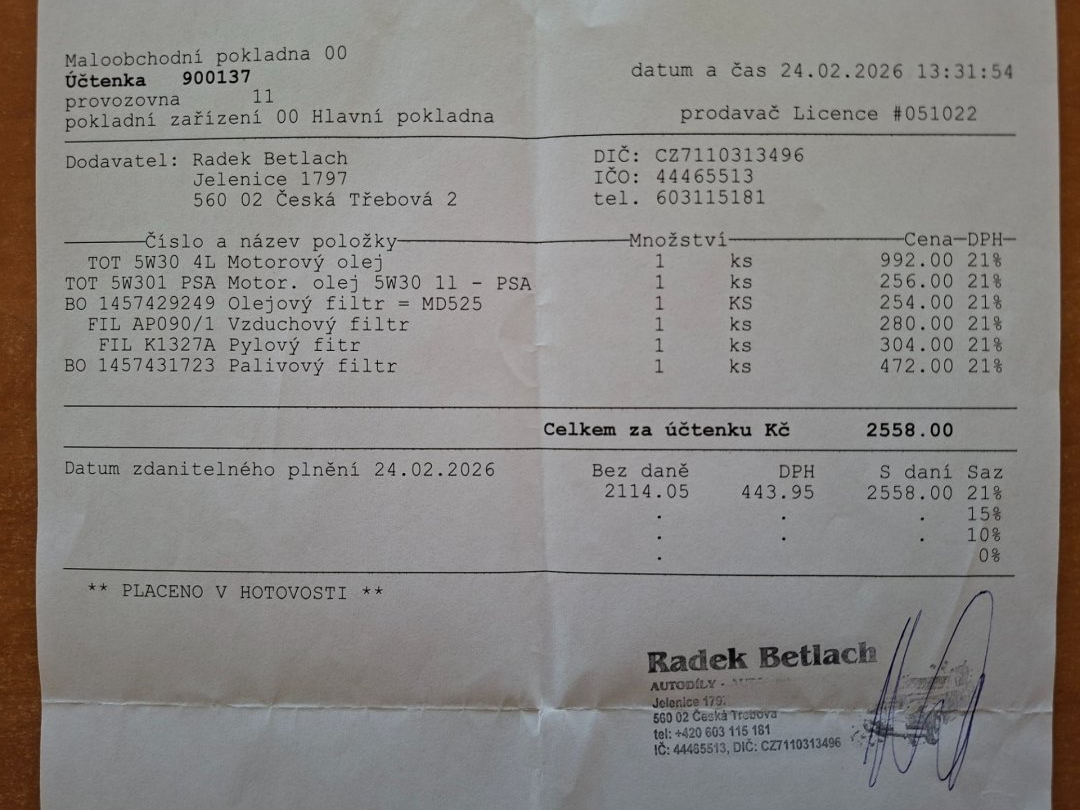 Maloobchodní pokladna 00
Účtenka 900137
datum a čas 24.02.2026 13:31:54
provozovna 11
pokladní zařízení 00 Hlavní pokladna
prodavač Licence #051022
Dodavatel: Radek Betlach DIČ: CZ7110313496
Jelenice 1797 IČO: 44465513
560 02 Česká Třebová 2 tel. 603115181
Číslo a název položky Množství Cena DPH
TOT 5W30 4L Motorový olej 1 ks 992.00 21%
TOT 5W301 PSA Motor. olej 5W30 1l - PSA 1 ks 256.00 21%
BO 1457429249 Olejový filtr = MD525 1 KS 254.00 21%
FIL AP090/1 Vzduchový filtr 1 ks 280.00 21%
FIL K1327A Pylový fitr 1 ks 304.00 21%
BO 1457431723 Palivový filtr 1 ks 472.00 21%
Celkem za účtenku Kč 2558.00
Datum zdanitelného plnění 24.02.2026 Bez daně DPH S daní Saz
2114.05 443.95 2558.00 21%
. . . 15%
. . . 10%
. . . 0%
** PLACENO V HOTOVOSTI **
Radek Betlach
AUTODÍLY -
Jelenice
560 02 Česká Třebová
tel: +420 603 115 181
IČ: 44465513, DIČ: CZ7110313496